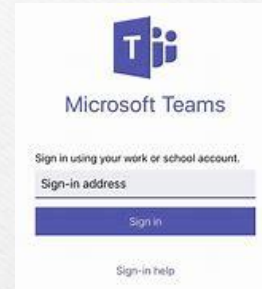 T
Microsoft Teams
Sign in using your work or school account.
Sign-in address
Sign in
Sign-in help